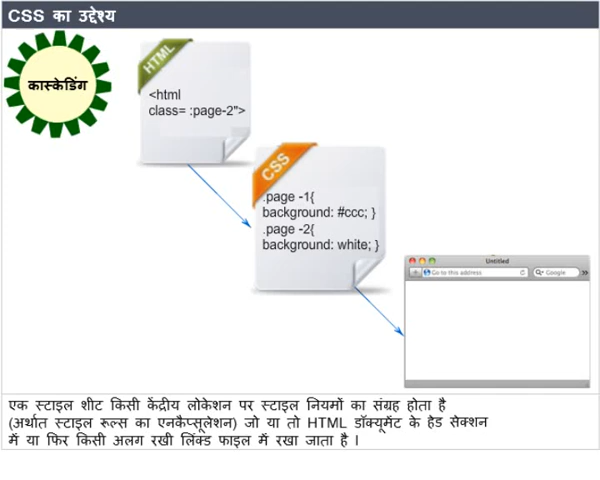 CSS का उद्देश्य
कास्केडिंग
HTML
<html
class= :page-2">
CSS
.page -1{
background: #ccc; }
.page -2{
background: white; }
Untitled
Go to this address
Google
एक स्टाइल शीट किसी केंद्रीय लोकेशन पर स्टाइल नियमों का संग्रह होता है
(अर्थात स्टाइल रूल्स का एनकैप्सूलेशन) जो या तो HTML डॉक्यूमेंट के हेड सेक्शन
में या फिर किसी अलग रखी लिंक्ड फाइल में रखा जाता है ।